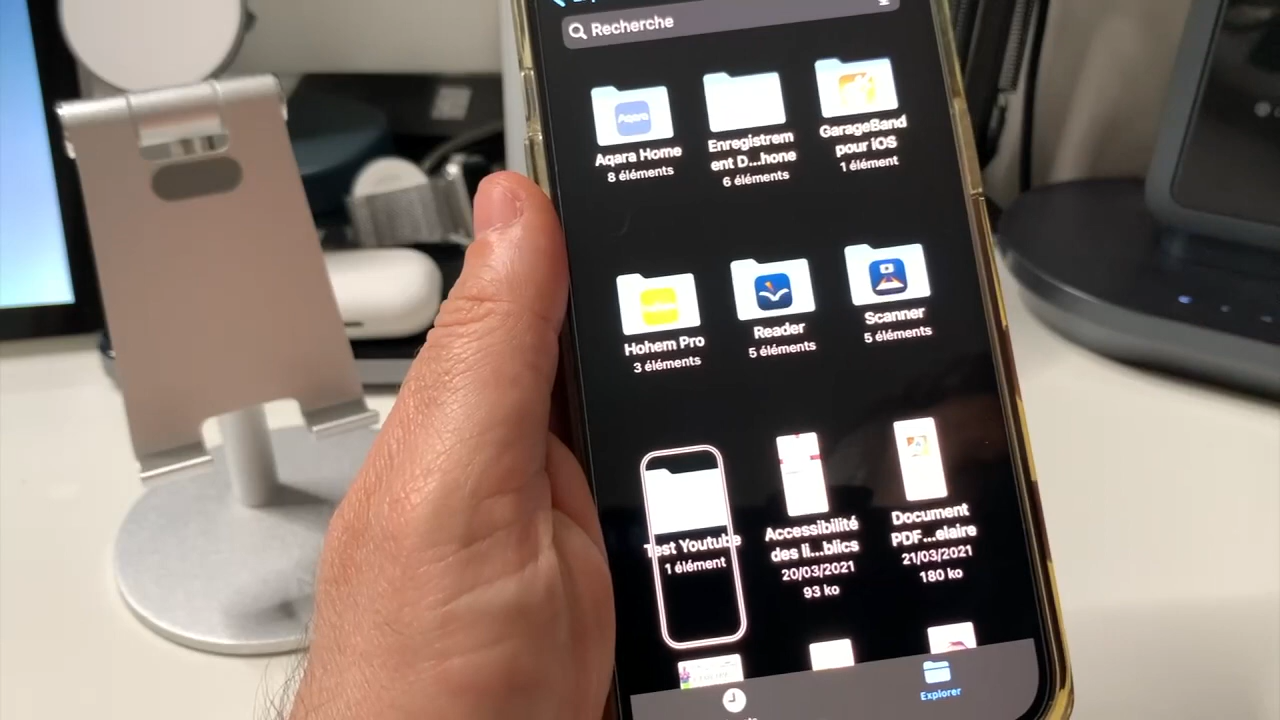 Recherche
Aqara
Aqara Home
8 éléments
Enregistrem
ent D...hone
6 éléments
GarageBand
pour iOS
1 élément
Hohem Pro
3 éléments
Reader
5 éléments
Scanner
5 éléments
Test Youtube
1 élément
Accessibilité
des li...blics
20/03/2021
93 ko
Document
PDF...elaire
21/03/2021
180 ko
Explorer